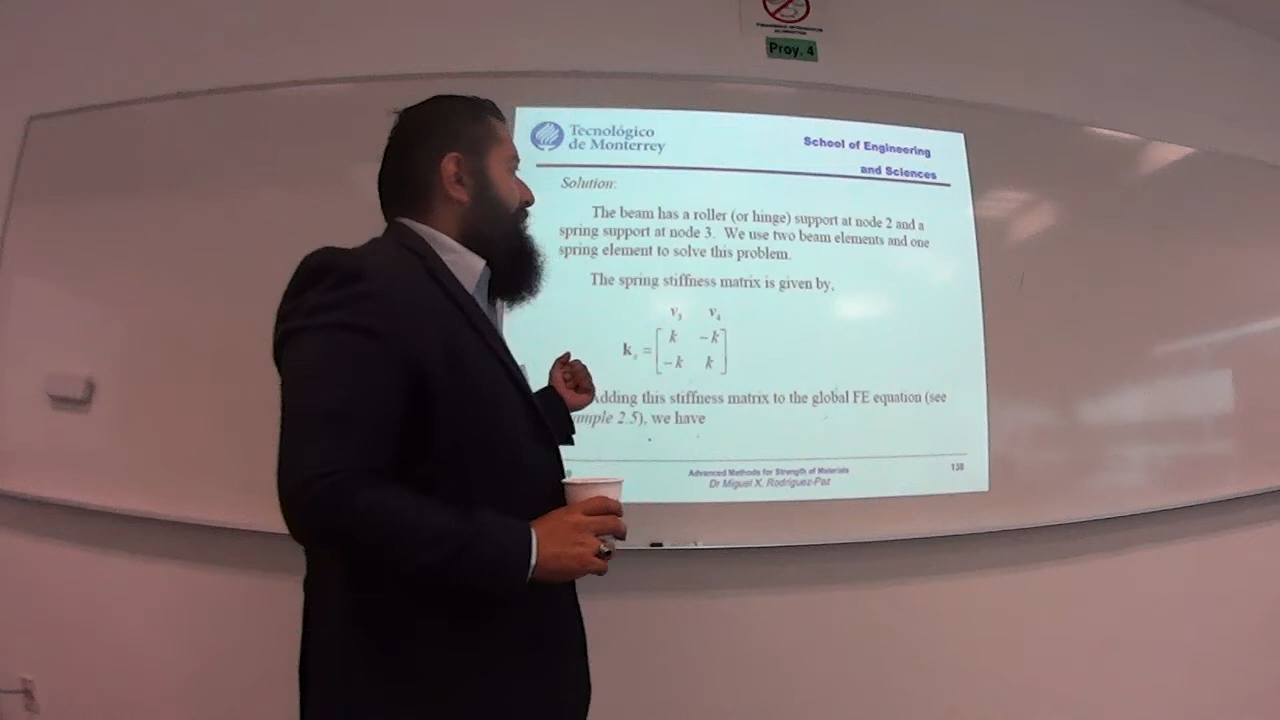 Proy. 4
Tecnológico
de Monterrey
School of Engineering
and Sciences
Solution:
The beam has a roller (or hinge) support at node 2 and a
spring support at node 3. We use two beam elements and one
spring element to solve this problem.
The spring stiffness matrix is given by,
v3 v4
k -k
ks =
-k k
dding this stiffness matrix to the global FE equation (see
mple 2.5), we have
Advanced Methods for Strength of Materials
138
Dr Miguel X. Rodríguez-Paz